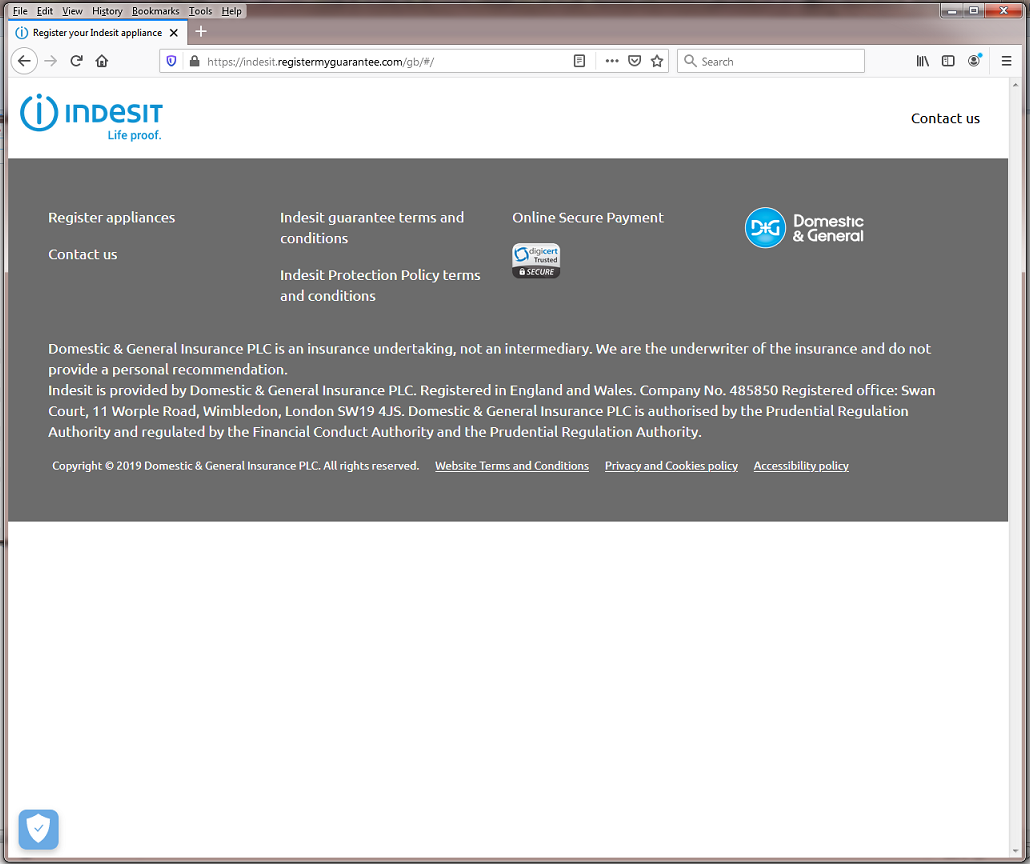 File Edit View History Bookmarks Tools Help
Register your Indesit appliance
https://indesit.registermyguarantee.com/gb/#/
Search
INDESIT
Life proof.
Contact us
Register appliances
Contact us
Indesit guarantee terms and
conditions
Indesit Protection Policy terms
and conditions
Online Secure Payment
digicert
Trusted
SECURE
D+G
Domestic
& General
Domestic & General Insurance PLC is an insurance undertaking, not an intermediary. We are the underwriter of the insurance and do not
provide a personal recommendation.
Indesit is provided by Domestic & General Insurance PLC. Registered in England and Wales. Company No. 485850 Registered office: Swan
Court, 11 Worple Road, Wimbledon, London SW19 4JS. Domestic & General Insurance PLC is authorised by the Prudential Regulation
Authority and regulated by the Financial Conduct Authority and the Prudential Regulation Authority.
Copyright © 2019 Domestic & General Insurance PLC. All rights reserved. Website Terms and Conditions Privacy and Cookies policy Accessibility policy